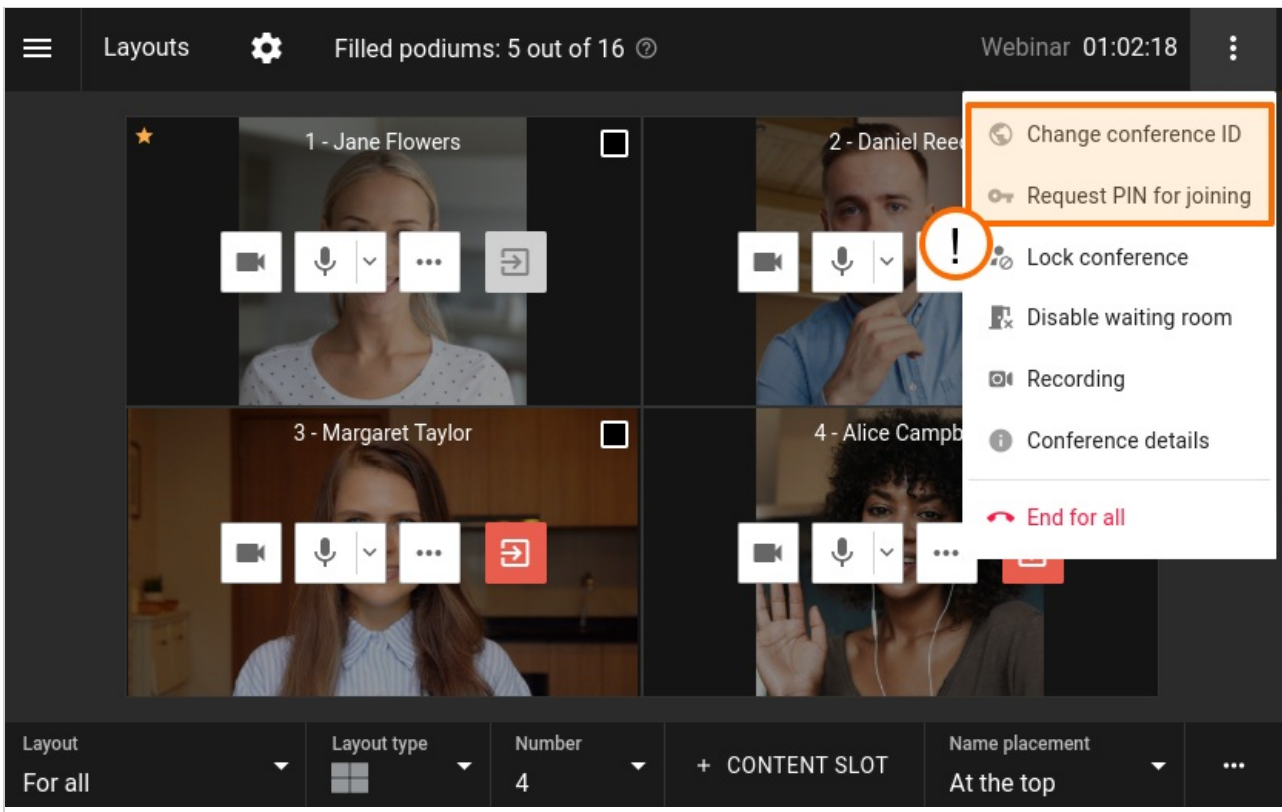 Layouts
Filled podiums: 5 out of 16
Webinar 01:02:18
1 - Jane Flowers
2 - Daniel
3 - Margaret Taylor
4 - Alice
Change conference ID
Request PIN for joining
!
Lock conference
Disable waiting room
Recording
Conference details
End for all
Layout
For all
Layout type
Number
4
+ CONTENT SLOT
Name placement
At the top